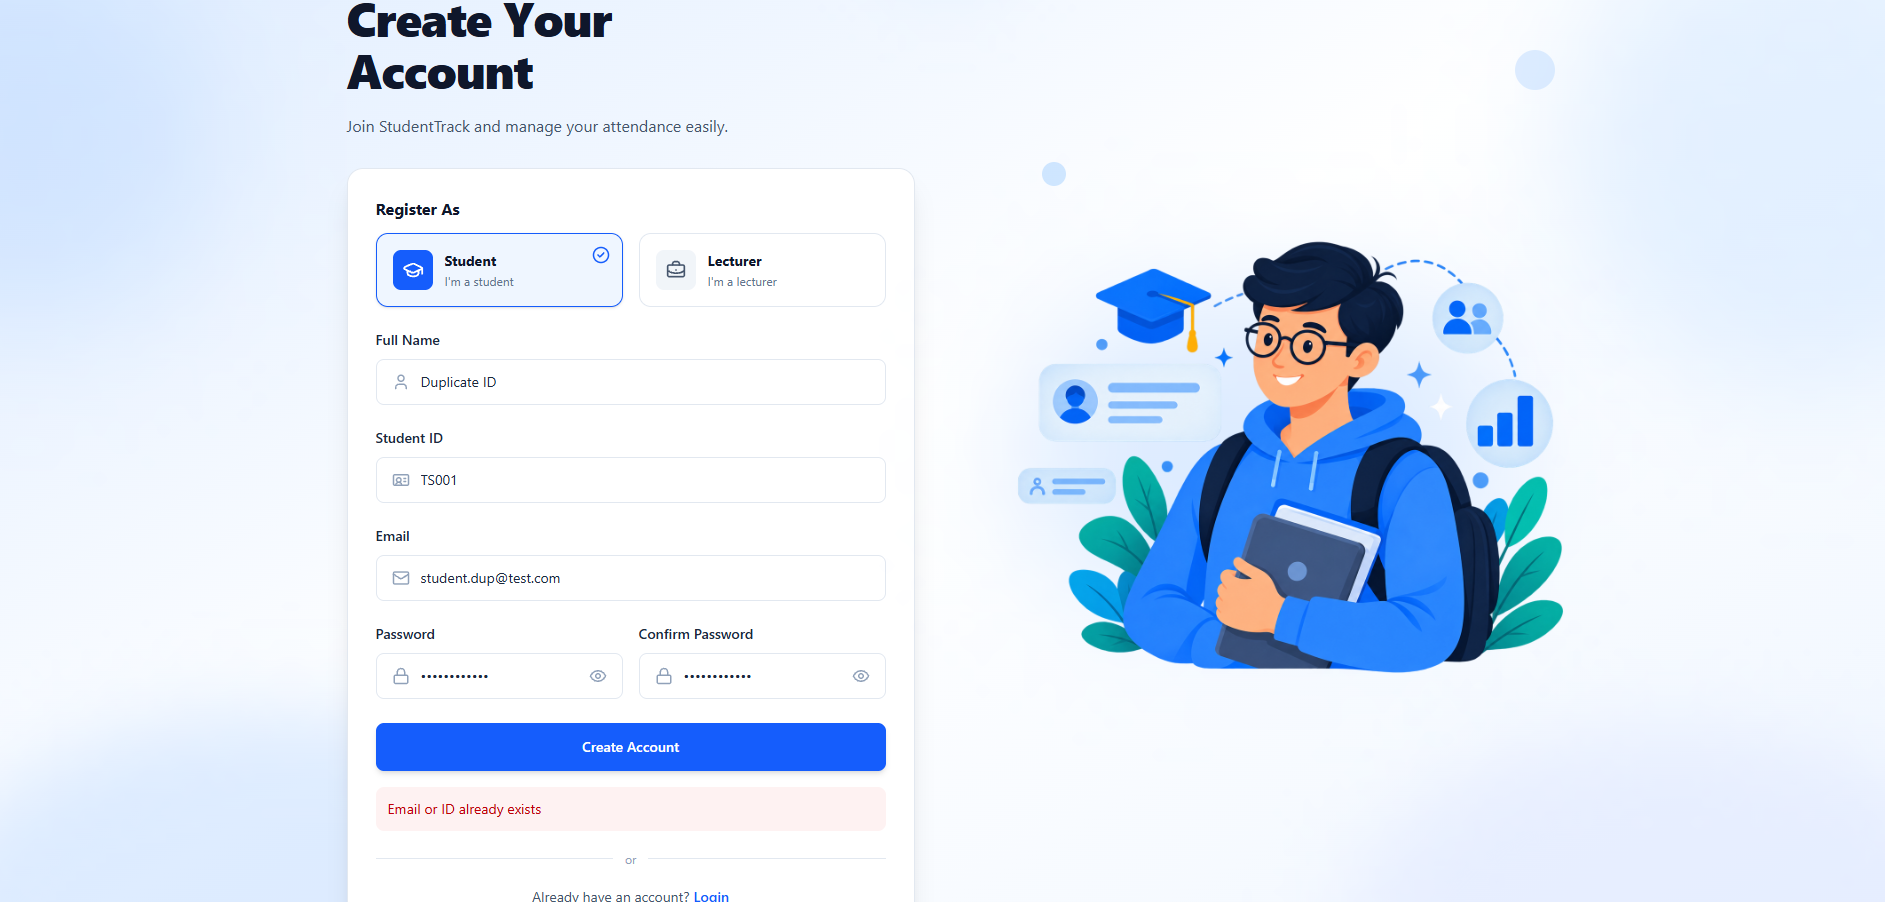 Create Your
Account
Join StudentTrack and manage your attendance easily.
Register As
Student
I'm a student
Lecturer
I'm a lecturer
Full Name
Duplicate ID
Student ID
TS001
Email
student.dup@test.com
Password
Confirm Password
••••••••••••
••••••••••••
Create Account
Email or ID already exists
or
Already have an account? Login